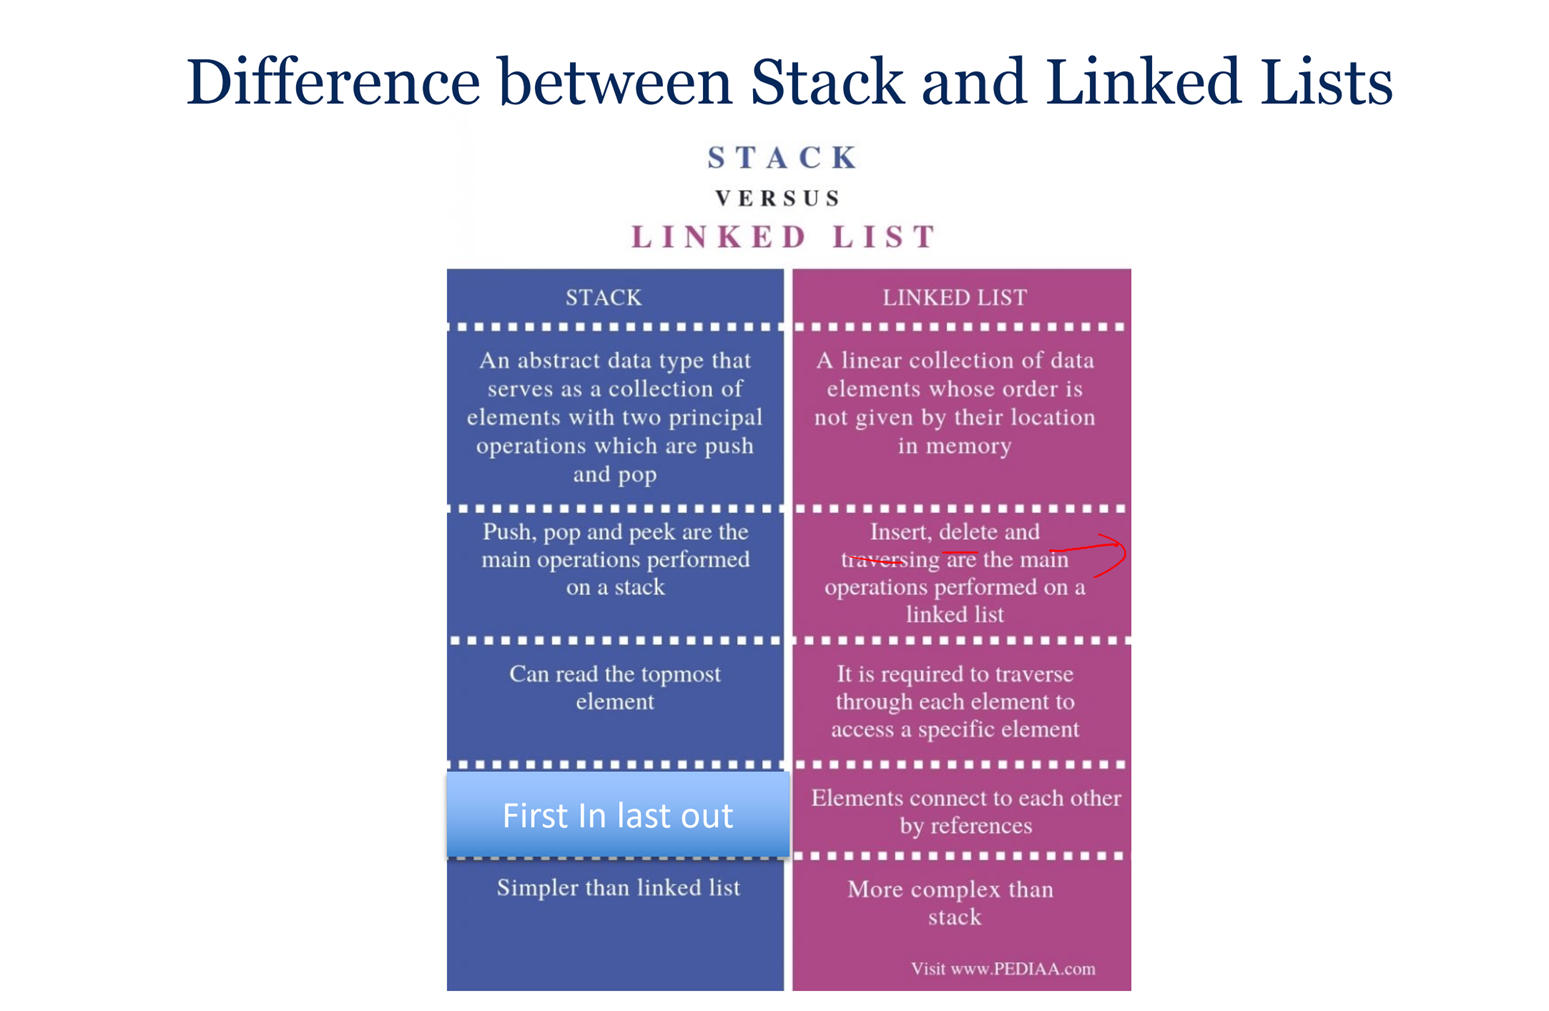 Difference between Stack and Linked Lists
STACK
VERSUS
LINKED LIST
STACK
An abstract data type that
serves as a collection of
elements with two principal
operations which are push
and pop
Push, pop and peek are the
main operations performed
on a stack
Can read the topmost
element
First In last out
Simpler than linked list
LINKED LIST
A linear collection of data
elements whose order is
not given by their location
in memory
Insert, delete and
traversing are the main
operations performed on a
linked list
It is required to traverse
through each element to
access a specific element
Elements connect to each other
by references
More complex than
stack
Visit www.PEDIAA.com